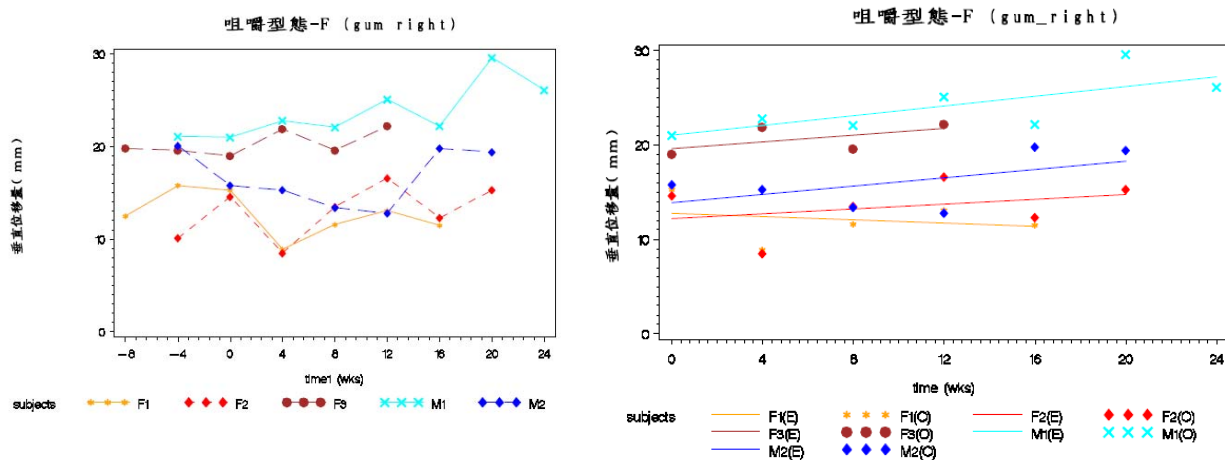 咀嚼型態-F (gum right)
垂直位移量(mm)
30
20
10
0
-8 -4 0 4 8 12 16 20 24
time1 (wks)
subjects F1 F2 F3 M1 M2
咀嚼型態-F (gum_right)
垂直位移量(mm)
30
20
10
0
0 4 8 12 16 20 24
time (wks)
subjects
F1(E) F1(O) F2(E) F2(O)
F3(E) F3(O) M1(E) M1(O)
M2(E) M2(O)